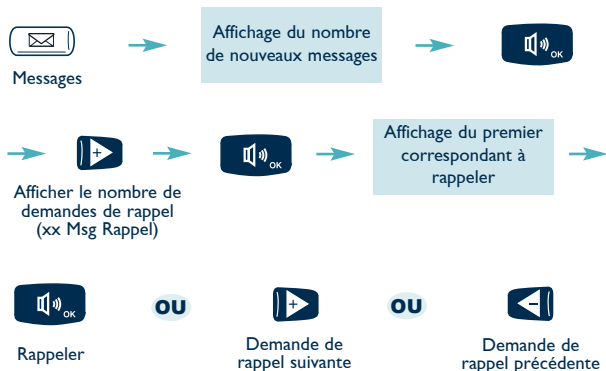 Affichage du nombre
de nouveaux messages
OK
Messages
+
Afficher le nombre de
demandes de rappel
(xx Msg Rappel)
OK
Affichage du premier
correspondant à
rappeler
OK
Rappeler
OU
+
Demande de
rappel suivante
OU
-
Demande de
rappel précédente